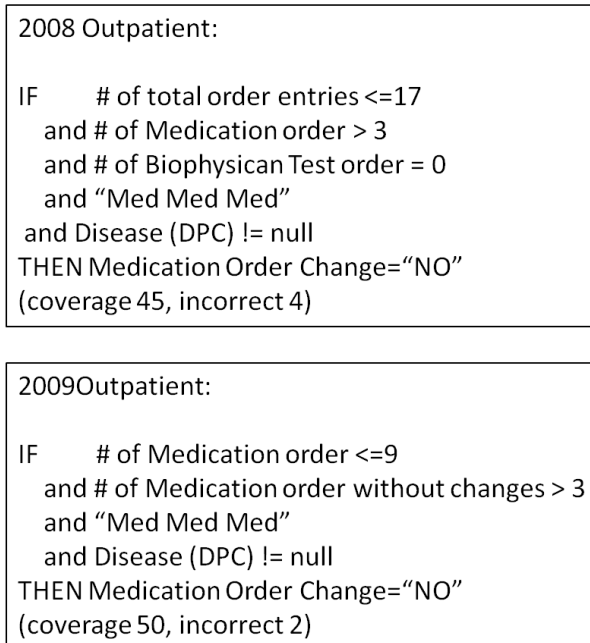 2008 Outpatient:
IF # of total order entries <=17
and # of Medication order > 3
and # of Biophysican Test order = 0
and “Med Med Med”
and Disease (DPC) != null
THEN Medication Order Change=“NO”
(coverage 45, incorrect 4)
2009Outpatient:
IF # of Medication order <=9
and # of Medication order without changes > 3
and “Med Med Med”
and Disease (DPC) != null
THEN Medication Order Change=“NO”
(coverage 50, incorrect 2)